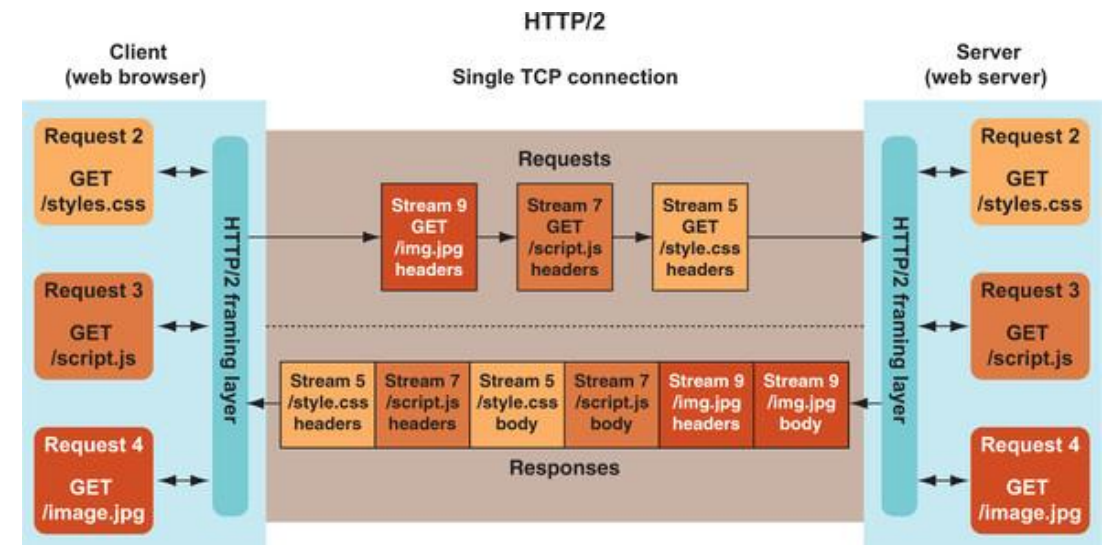 HTTP/2
Client
(web browser)
Single TCP connection
Server
(web server)
Request 2
GET
/styles.css
Request 3
GET
/script.js
Request 4
GET
/image.jpg
HTTP/2 framing layer
Requests
Stream 9
GET
/img.jpg
headers
Stream 7
GET
/script.js
headers
Stream 5
GET
/style.css
headers
Stream 5
/style.css
headers
Stream 7
/script.js
headers
Stream 5
/style.css
body
Stream 7
/script.js
body
Stream 9
/img.jpg
headers
Stream 9
/img.jpg
body
Responses
HTTP/2 framing layer
Request 2
GET
/styles.css
Request 3
GET
/script.js
Request 4
GET
/image.jpg